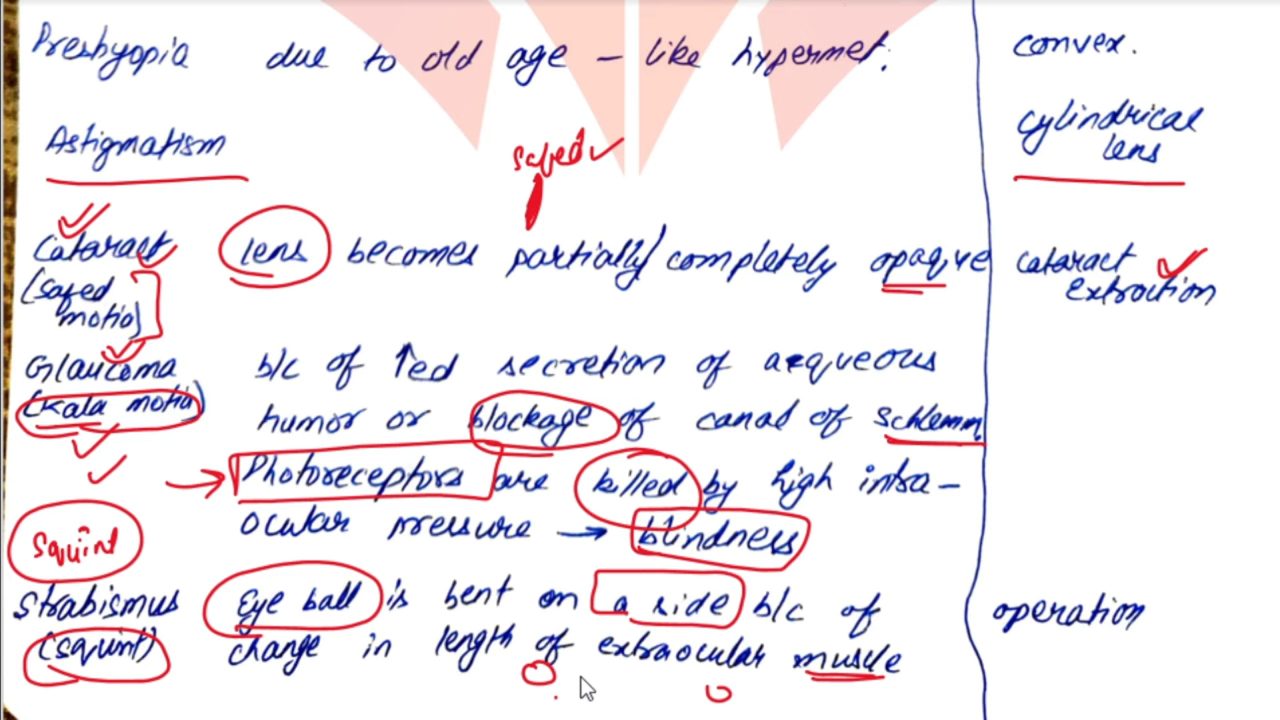 Presbyopia due to old age – like hypermet. convex.
Astigmatism cylindrical
lens
safed
Cataract lens becomes partially/completely opaque cataract
(safed extraction
motia)
Glaucoma b/c of ↑ed secretion of aqueous
(Kala motia) humor or blockage of canal of schlemm
→ Photoreceptors are killed by high intra-
ocular pressure → blindness
squint
Strabismus Eye ball is bent on a side b/c of operation
(squint) change in length of extraocular muscle